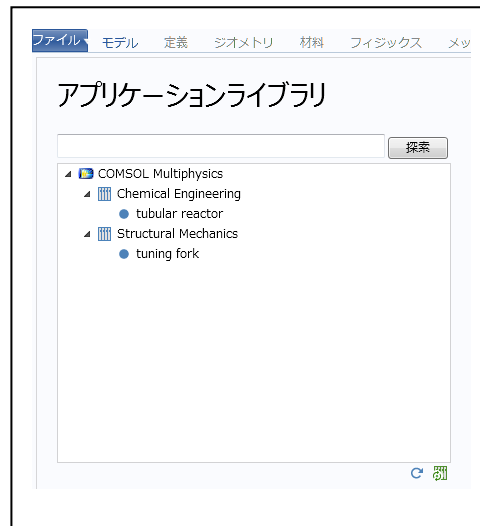 ファイル モデル 定義 ジオメトリ 材料 フィジックス メッ
アプリケーションライブラリ
探索
COMSOL Multiphysics
Chemical Engineering
tubular reactor
Structural Mechanics
tuning fork